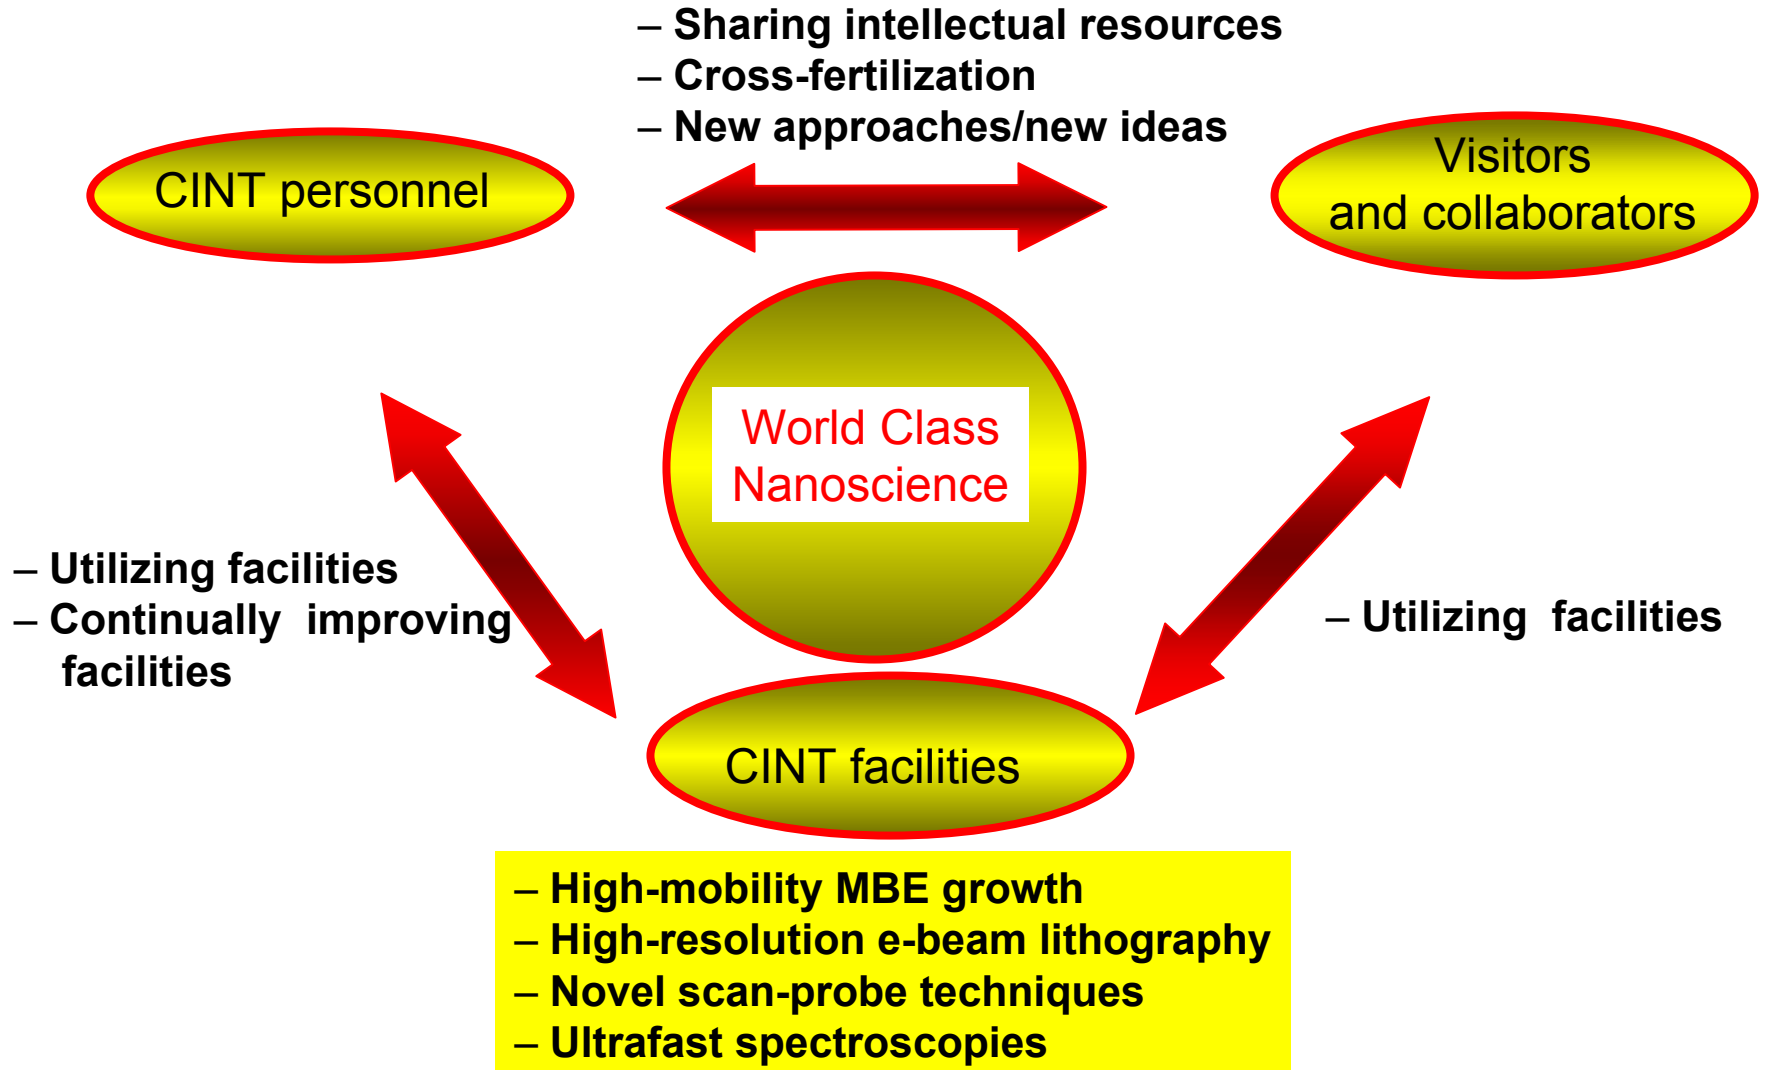 – Sharing intellectual resources
– Cross-fertilization
– New approaches/new ideas
CINT personnel
Visitors
and collaborators
World Class
Nanoscience
– Utilizing facilities
– Continually improving
facilities
– Utilizing facilities
CINT facilities
– High-mobility MBE growth
– High-resolution e-beam lithography
– Novel scan-probe techniques
– Ultrafast spectroscopies